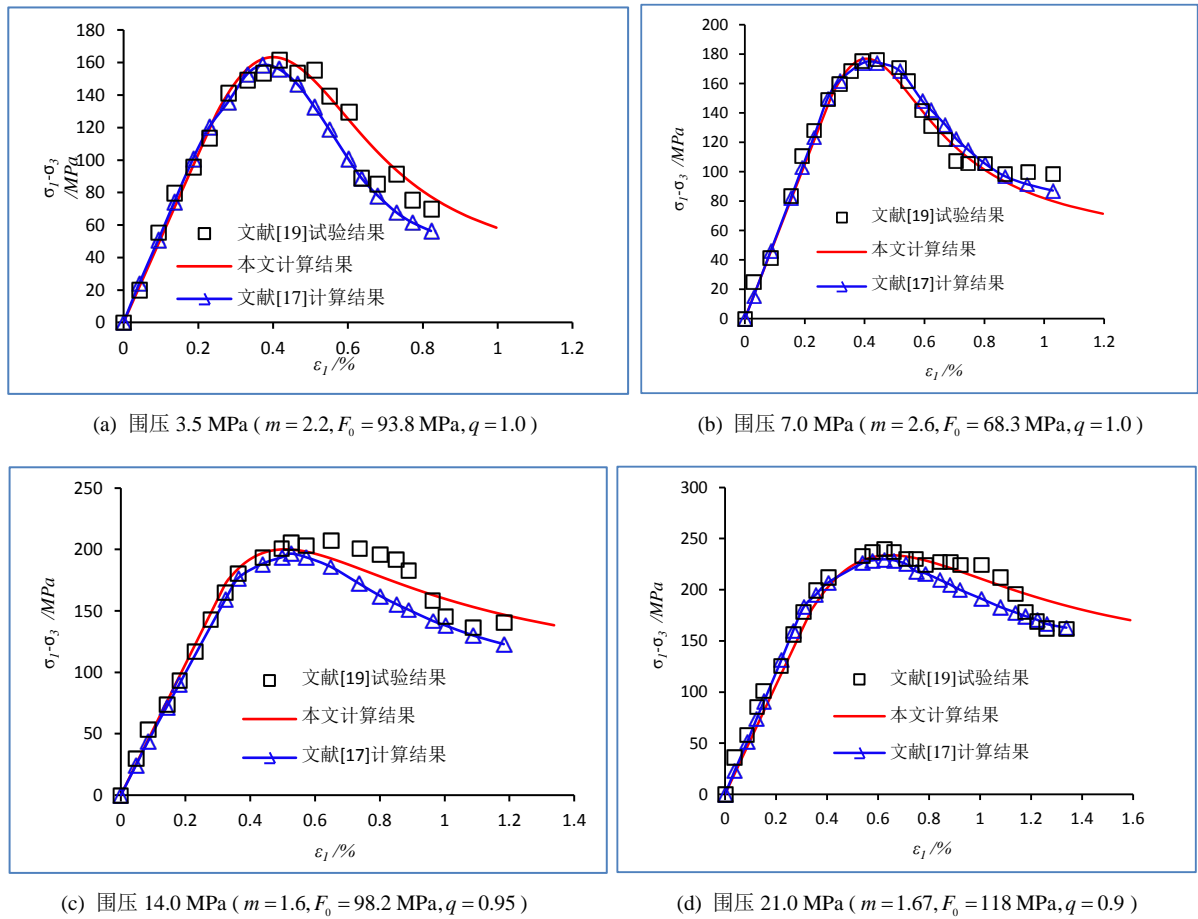 σ1-σ3
/MPa
180
160
140
120
100
80
60
40
20
0
文献[19]试验结果
本文计算结果
文献[17]计算结果
0 0.2 0.4 0.6 0.8 1 1.2
ε1 /%
(a) 围压 3.5 MPa ( m = 2.2, F0 = 93.8 MPa, q = 1.0 )
σ1-σ3 /MPa
200
180
160
140
120
100
80
60
40
20
0
文献[19]试验结果
本文计算结果
文献[17]计算结果
0 0.2 0.4 0.6 0.8 1 1.2
ε1 /%
(b) 围压 7.0 MPa ( m = 2.6, F0 = 68.3 MPa, q = 1.0 )
σ1-σ3 /MPa
250
200
150
100
50
0
文献[19]试验结果
本文计算结果
文献[17]计算结果
0 0.2 0.4 0.6 0.8 1 1.2 1.4
ε1 /%
(c) 围压 14.0 MPa ( m = 1.6, F0 = 98.2 MPa, q = 0.95 )
σ1-σ3 /MPa
300
250
200
150
100
50
0
文献[19]试验结果
本文计算结果
文献[17]计算结果
0 0.2 0.4 0.6 0.8 1 1.2 1.4 1.6
ε1 /%
(d) 围压 21.0 MPa ( m = 1.67, F0 = 118 MPa, q = 0.9 )